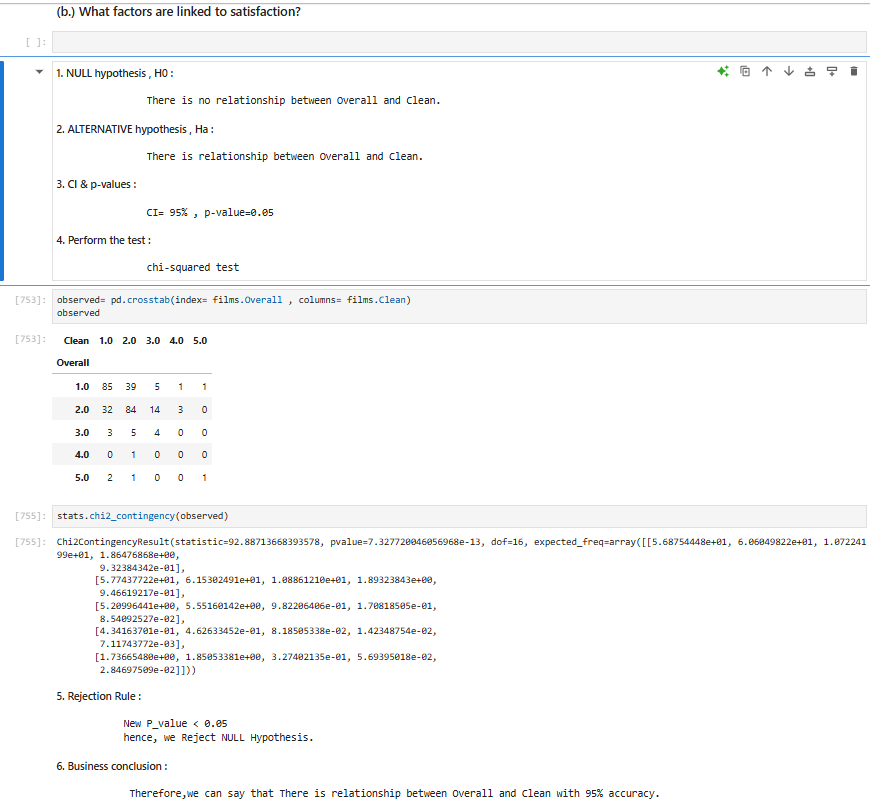 (b.) What factors are linked to satisfaction?
[ ]:
1. NULL hypothesis , H0 :
There is no relationship between Overall and Clean.
2. ALTERNATIVE hypothesis , Ha :
There is relationship between Overall and Clean.
3. CI & p-values :
CI= 95% , p-value=0.05
4. Perform the test :
chi-squared test
[753]: observed= pd.crosstab(index= films.Overall , columns= films.Clean)
observed
[753]: Clean 1.0 2.0 3.0 4.0 5.0
Overall
1.0 85 39 5 1 1
2.0 32 84 14 3 0
3.0 3 5 4 0 0
4.0 0 1 0 0 0
5.0 2 1 0 0 1
[755]: stats.chi2_contingency(observed)
[755]: Chi2ContingencyResult(statistic=92.88713668393578, pvalue=7.327720046056968e-13, dof=16, expected_freq=array([[5.68754448e+01, 6.06049822e+01, 1.072241
99e+01, 1.86476868e+00,
9.32384342e-01],
[5.77437722e+01, 6.15302491e+01, 1.08861210e+01, 1.89323843e+00,
9.46619217e-01],
[5.20996441e+00, 5.55160142e+00, 9.82206406e-01, 1.70818505e-01,
8.54092527e-02],
[4.34163701e-01, 4.62633452e-01, 8.18505338e-02, 1.42348754e-02,
7.11743772e-03],
[1.73665480e+00, 1.85053381e+00, 3.27402135e-01, 5.69395018e-02,
2.84697509e-02]]))
5. Rejection Rule :
New P_value < 0.05
hence, we Reject NULL Hypothesis.
6. Business conclusion :
Therefore,we can say that There is relationship between Overall and Clean with 95% accuracy.